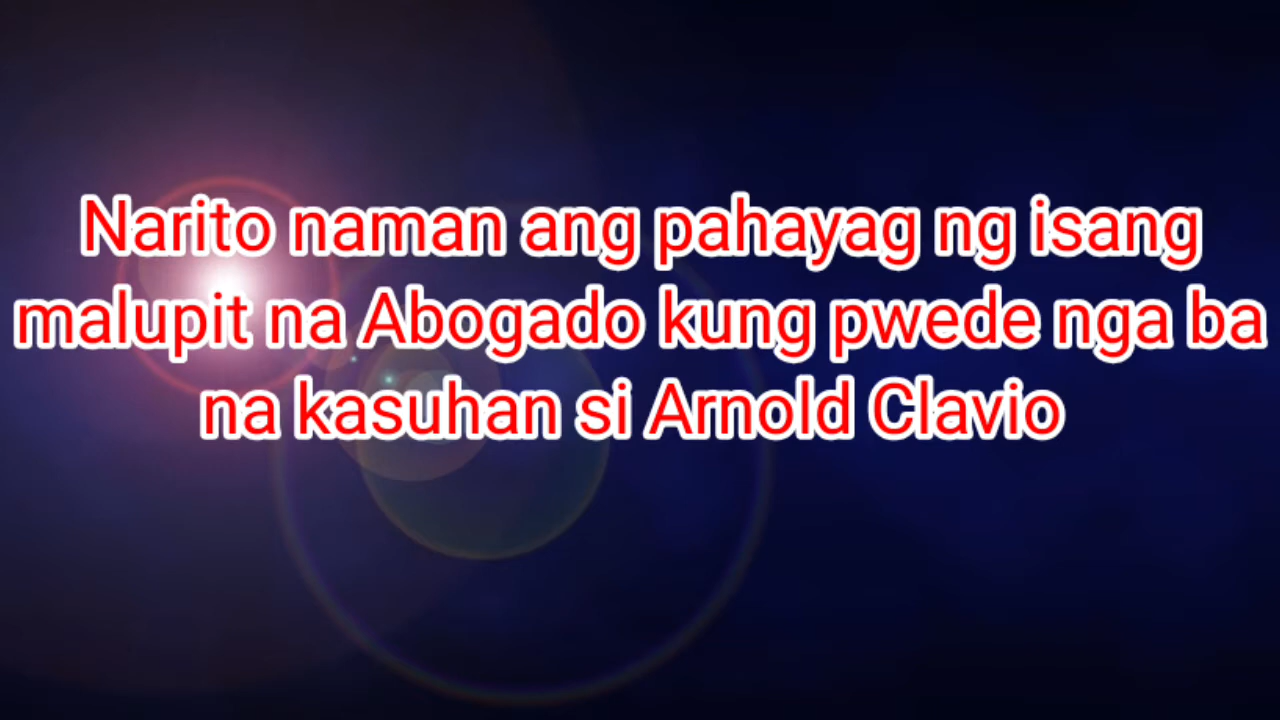 Narito naman ang pahayag ng isang
malupit na Abogado kung pwede nga ba
na kasuhan si Arnold Clavio